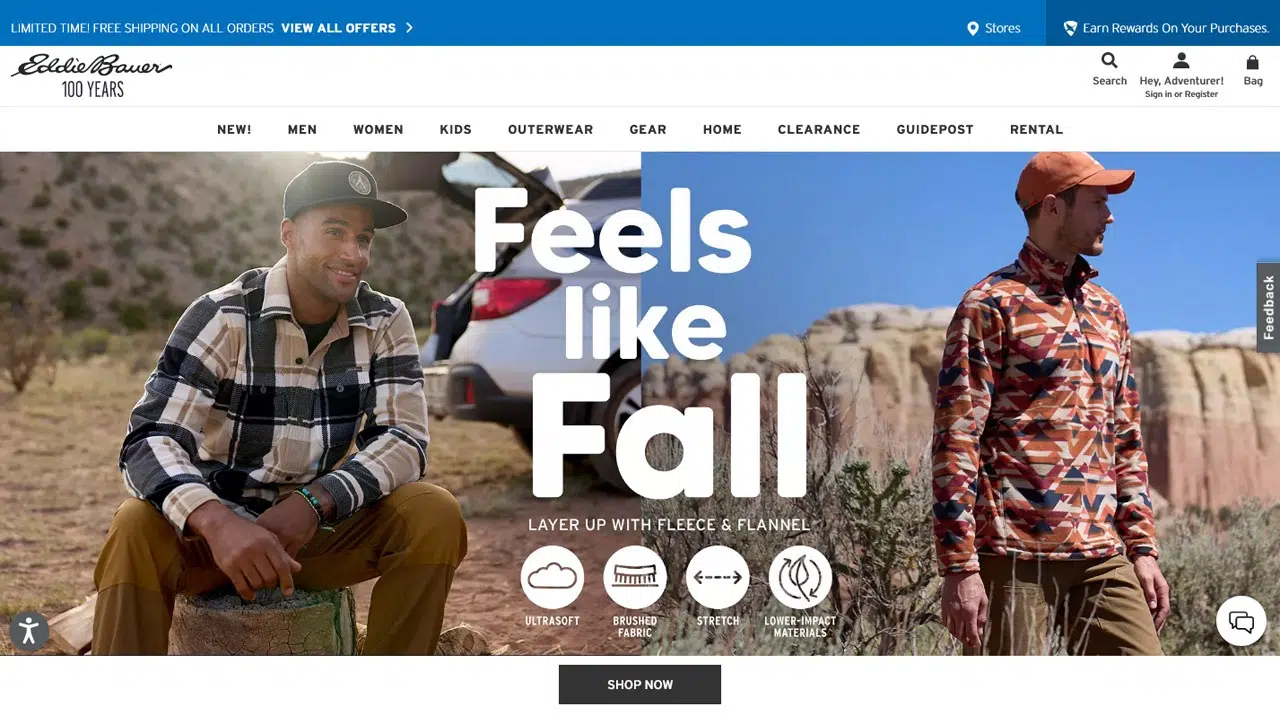 LIMITED TIME! FREE SHIPPING ON ALL ORDERS VIEW ALL OFFERS
Stores
Earn Rewards On Your Purchases.
Eddie Bauer
100 YEARS
Search
Hey, Adventurer!
Sign in or Register
Bag
NEW! MEN WOMEN KIDS OUTERWEAR GEAR HOME CLEARANCE GUIDEPOST RENTAL
Feels
like
Fall
LAYER UP WITH FLEECE & FLANNEL
ULTRASOFT
BRUSHED
FABRIC
STRETCH
LOWER-IMPACT
MATERIALS
Feedback
SHOP NOW